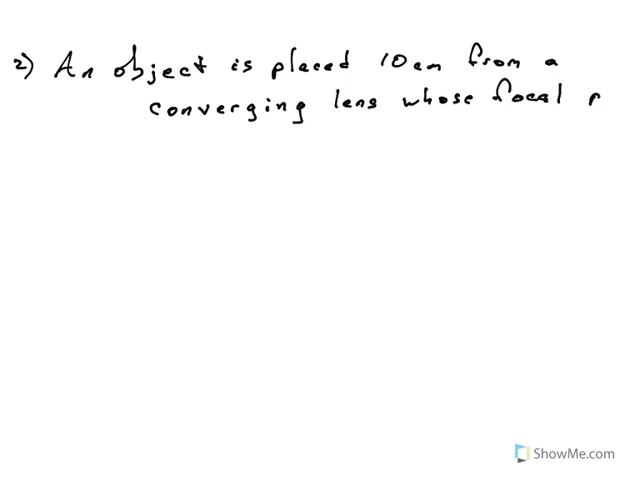 2) An object is placed 10cm from a
converging lens whose focal
ShowMe.com